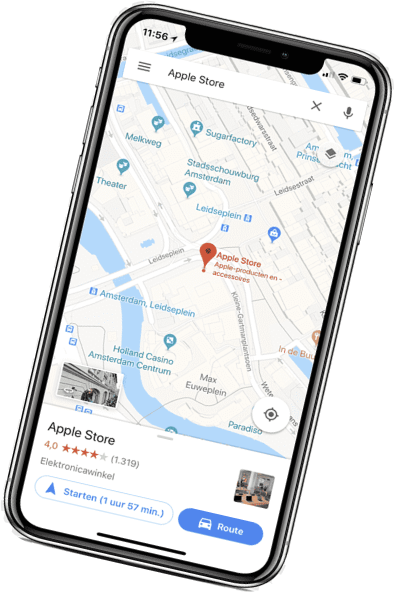 11:56
Apple Store
Melkweg
Sugarfactory
Stadsschouwburg
Amsterdam
Theater
Leidsestraat
Leidseplein
Leidseplein
Apple Store
Apple-producten en -
accessoires
Kleine-Gartmanplantsoen
Amsterdam, Leidseplein
Holland Casino
Amsterdam Centrum
In de Buu
Max
Euweplein
Paradiso
Apple Store
4,0 (1.319)
Elektronicawinkel
Starten (1 uur 57 min.)
Route